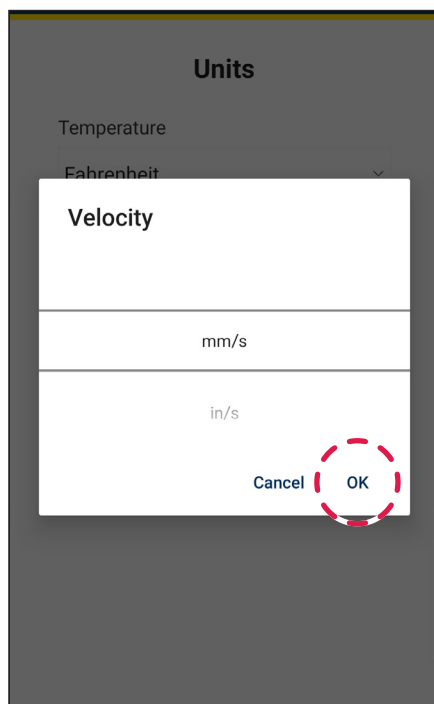 Units
Temperature
Fahrenheit
Velocity
mm/s
in/s
Cancel OK